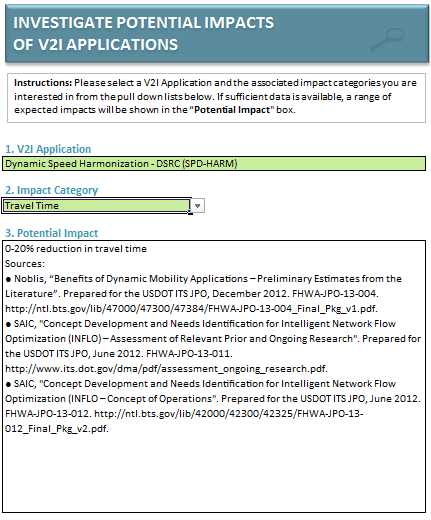 INVESTIGATE POTENTIAL IMPACTS
OF V2I APPLICATIONS
Instructions: Please select a V2I Application and the associated impact categories you are
interested in from the pull down lists below. If sufficient data is available, a range of
expected impacts will be shown in the "Potential Impact" box.
1. V2I Application
Dynamic Speed Harmonization - DSRC (SPD-HARM)
2. Impact Category
Travel Time
3. Potential Impact
0-20% reduction in travel time
Sources:
● Noblis, “Benefits of Dynamic Mobility Applications – Preliminary Estimates from the
Literature”. Prepared for the USDOT ITS JPO, December 2012. FHWA-JPO-13-004.
http://ntl.bts.gov/lib/47000/47300/47384/FHWA-JPO-13-004_Final_Pkg_v1.pdf.
● SAIC, "Concept Development and Needs Identification for Intelligent Network Flow
Optimization (INFLO) – Assessment of Relevant Prior and Ongoing Research". Prepared for
the USDOT ITS JPO, June 2012. FHWA-JPO-13-011.
http://www.its.dot.gov/dma/pdf/assessment_ongoing_research.pdf.
● SAIC, "Concept Development and Needs Identification for Intelligent Network Flow
Optimization (INFLO – Concept of Operations". Prepared for the USDOT ITS JPO, June 2012.
FHWA-JPO-13-012. http://ntl.bts.gov/lib/42000/42300/42325/FHWA-JPO-13-
012_Final_Pkg_v2.pdf.